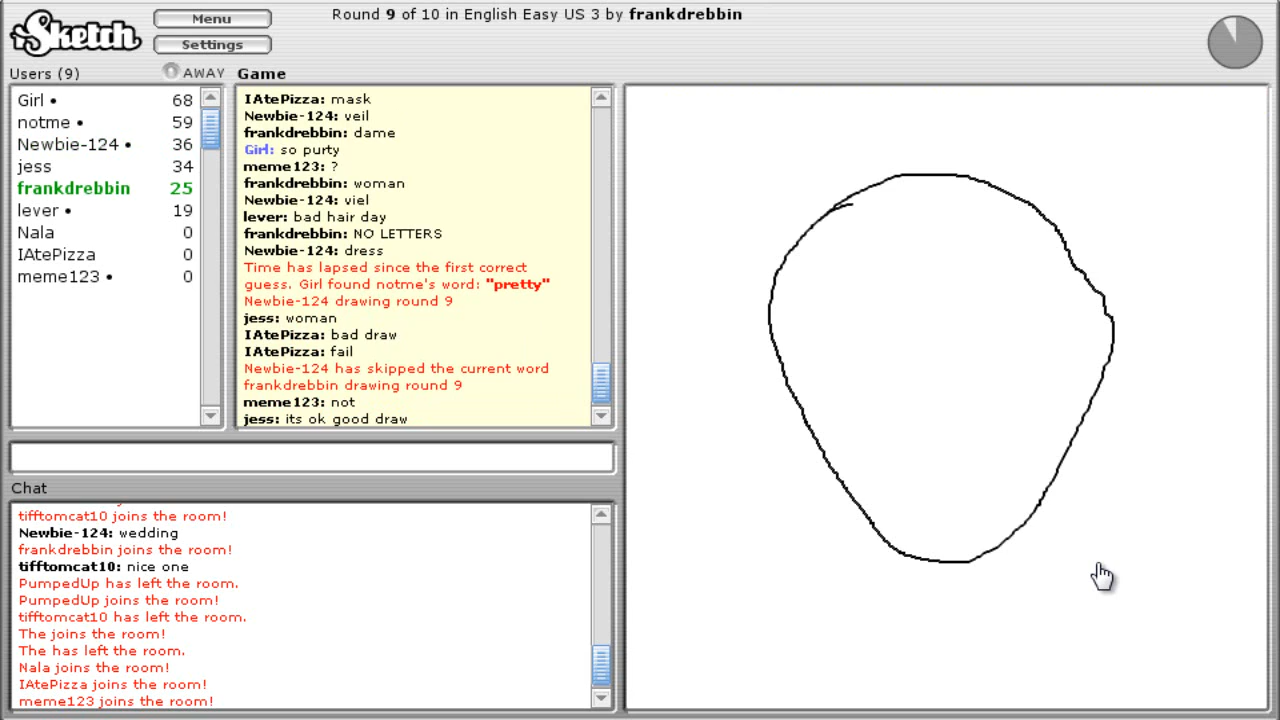 iSketch
Menu
Settings
Round 9 of 10 in English Easy US 3 by frankdrebbin
Users (9)
AWAY
Game
Girl • 68
notme • 59
Newbie-124 • 36
jess 34
frankdrebbin 25
lever • 19
Nala 0
IAtePizza 0
meme123 • 0
IAtePizza: mask
Newbie-124: veil
frankdrebbin: dame
Girl: so purty
meme123: ?
frankdrebbin: woman
Newbie-124: viel
lever: bad hair day
frankdrebbin: NO LETTERS
Newbie-124: dress
Time has lapsed since the first correct
guess. Girl found notme's word: "pretty"
Newbie-124 drawing round 9
jess: woman
IAtePizza: bad draw
IAtePizza: fail
Newbie-124 has skipped the current word
frankdrebbin drawing round 9
meme123: not
jess: its ok good draw
Chat
tifftomcat10 joins the room!
Newbie-124: wedding
frankdrebbin joins the room!
tifftomcat10: nice one
PumpedUp has left the room.
PumpedUp joins the room!
tifftomcat10 has left the room.
The joins the room!
The has left the room.
Nala joins the room!
IAtePizza joins the room!
meme123 joins the room!